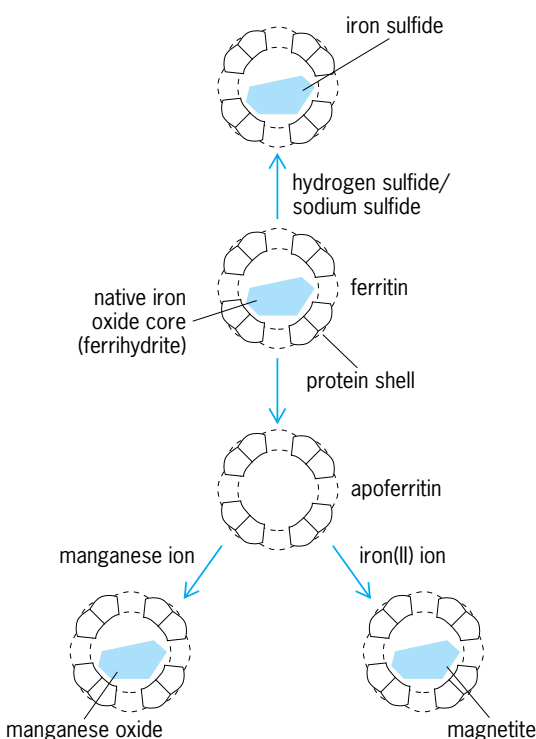 iron sulfide
hydrogen sulfide/
sodium sulfide
ferritin
native iron
oxide core
(ferrihydrite)
protein shell
apoferritin
manganese ion
iron(II) ion
manganese oxide
magnetite